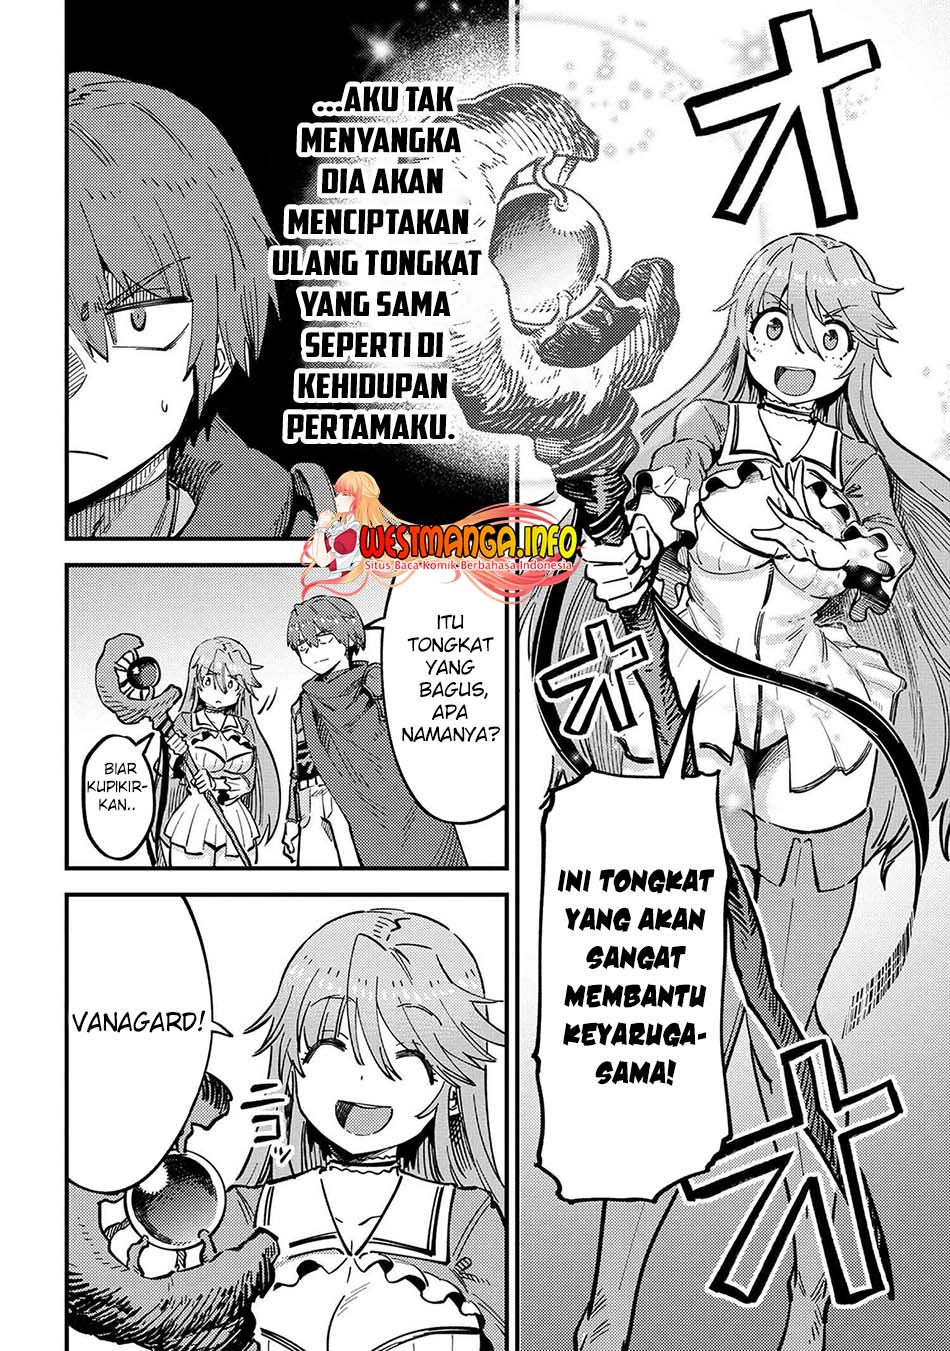 オ
オ
オ
INI TONGKAT
YANG AKAN
SANGAT
MEMBANTU
KEYARUGA-
SAMA!
...AKU TAK
MENYANGKA
DIA AKAN
MENCIPTAKAN
ULANG TONGKAT
YANG SAMA
SEPERTI DI
KEHIDUPAN
PERTAMAKU.
WESTMANGA.INFO
Situs Baca Komik Berbahasa Indonesia
ITU
TONGKAT
YANG
BAGUS,
APA
NAMANYA?
BIAR
KUPIKIR-
KAN..
VANAGARD!
ニコッ